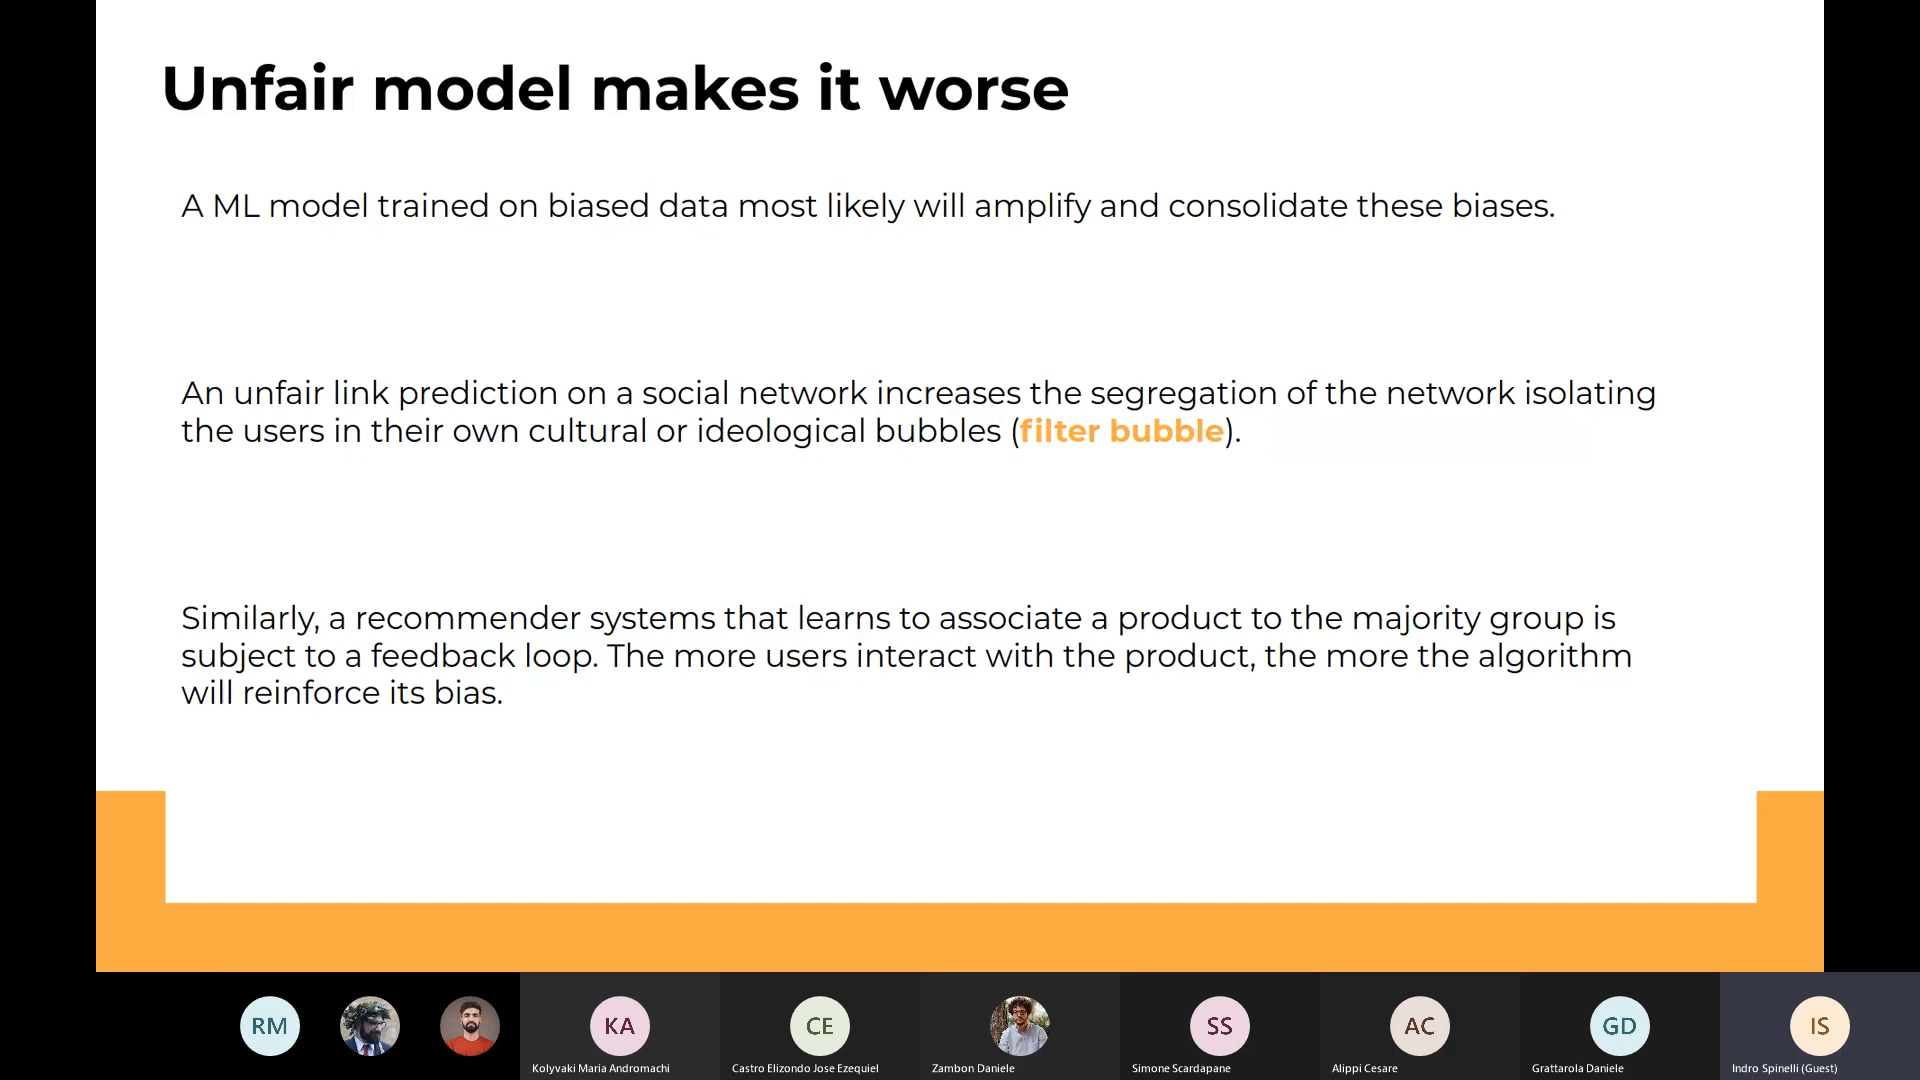 Unfair model makes it worse
A ML model trained on biased data most likely will amplify and consolidate these biases.
An unfair link prediction on a social network increases the segregation of the network isolating
the users in their own cultural or ideological bubbles (filter bubble).
Similarly, a recommender systems that learns to associate a product to the majority group is
subject to a feedback loop. The more users interact with the product, the more the algorithm
will reinforce its bias.
RM
KA
CE
SS
AC
GD
IS
Kolyvaki Maria Andromachi
Castro Elizondo Jose Ezequiel
Zambon Daniele
Simone Scardapane
Alippi Cesare
Grattarola Daniele
Indro Spinelli (Guest)